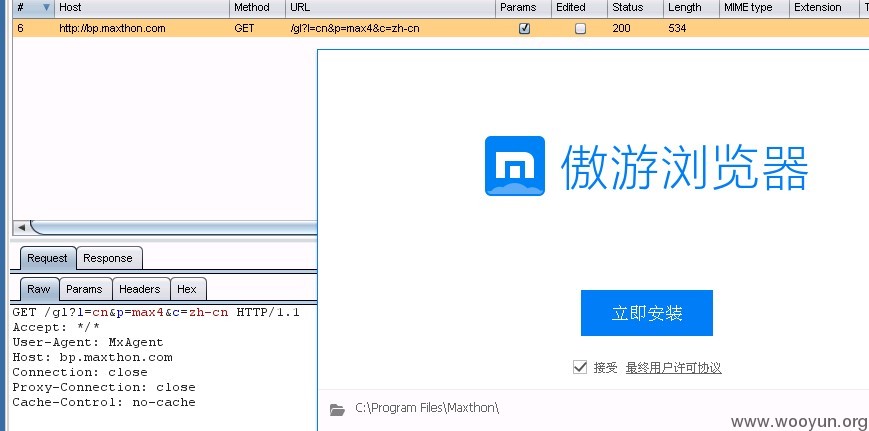 # Host Method URL Params Edited Status Length MIME type Extension T
6 http://bp.maxthon.com GET /gl?l=cn&p=max4&c=zh-cn 200 534
傲游浏览器
Request Response
Raw Params Headers Hex
GET /gl?l=cn&p=max4&c=zh-cn HTTP/1.1
Accept: */*
User-Agent: MxAgent
Host: bp.maxthon.com
Connection: close
Proxy-Connection: close
Cache-Control: no-cache
立即安装
接受 最终用户许可协议
C:\Program Files\Maxthon\
www.wooyun.org